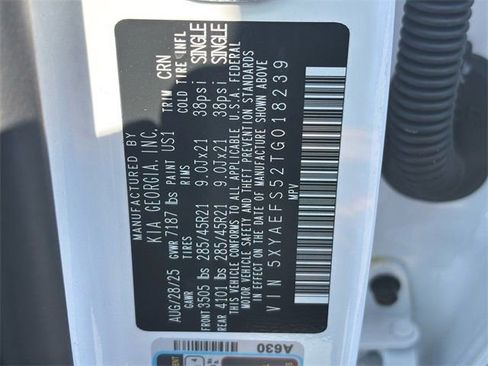 MANUFACTURED BY
KIA GEORGIA, INC.
AUG/28/25 PAINT US1 TRIM CRN
GVWR 7187 lbs
GAWR TIRES RIMS COLD TIRE INFL
FRONT 3505 lbs 285/45R21 9.0Jx21 38psi SINGLE
REAR 4101 lbs 285/45R21 9.0Jx21 38psi SINGLE
THIS VEHICLE CONFORMS TO ALL APPLICABLE U.S.A. FEDERAL
MOTOR VEHICLE SAFETY AND THEFT PREVENTION STANDARDS
IN EFFECT ON THE DATE OF MANUFACTURE SHOWN ABOVE
VIN 5XYAEFS52TG018239
MPV
A630